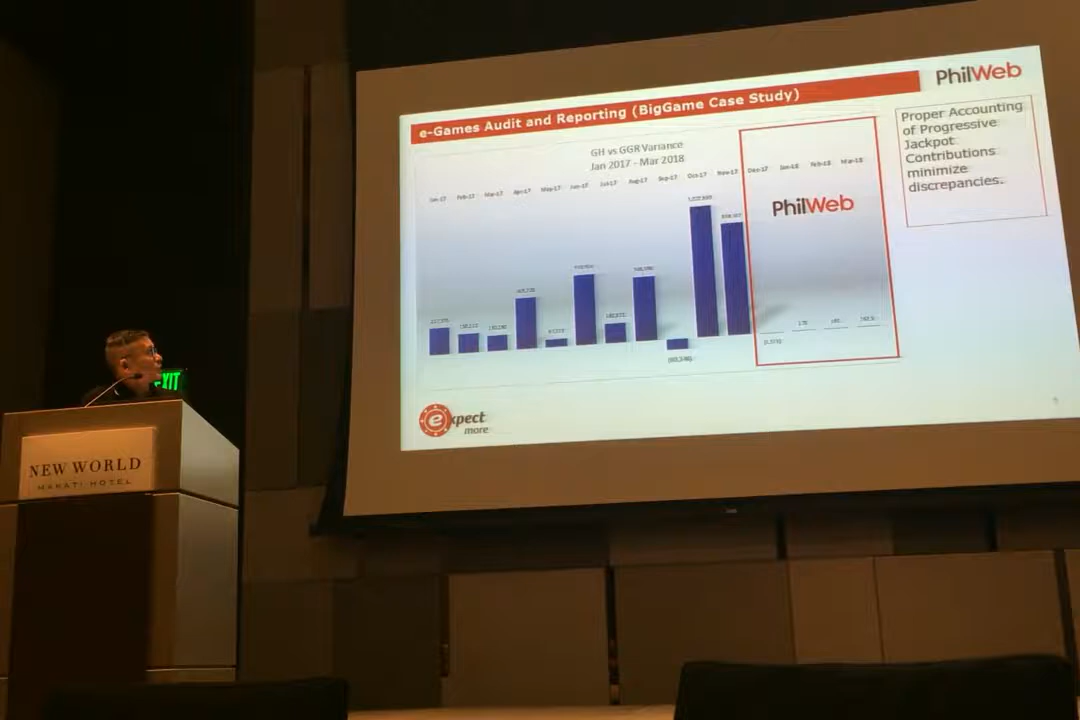 PhilWeb
e-Games Audit and Reporting (BigGame Case Study)
GH vs GGR Variance
Jan 2017 - Mar 2018
Jan-17 Feb-17 Mar-17 Apr-17 May-17 Jun-17 Jul-17 Aug-17 Sep-17 Oct-17 Nov-17 Dec-17 Jan-18 Feb-18 Mar-18
PhilWeb
Proper Accounting
of Progressive
Jackpot
Contributions
minimize
discrepancies.
expect
more
EXIT
NEW WORLD
MAKATI HOTEL